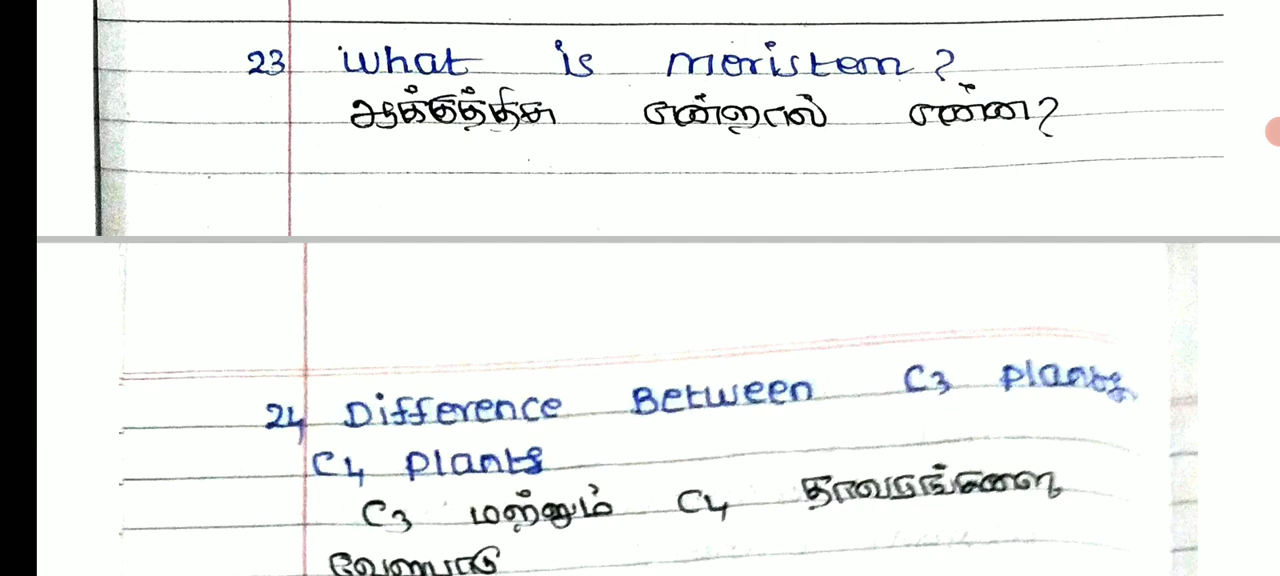 23 What is meristem?
ஆக்குத்திசு என்றால் என்ன?
24 Difference Between C3 plants,
C4 plants
C3 மற்றும் C4 தாவரங்களை
வேறுபாடு